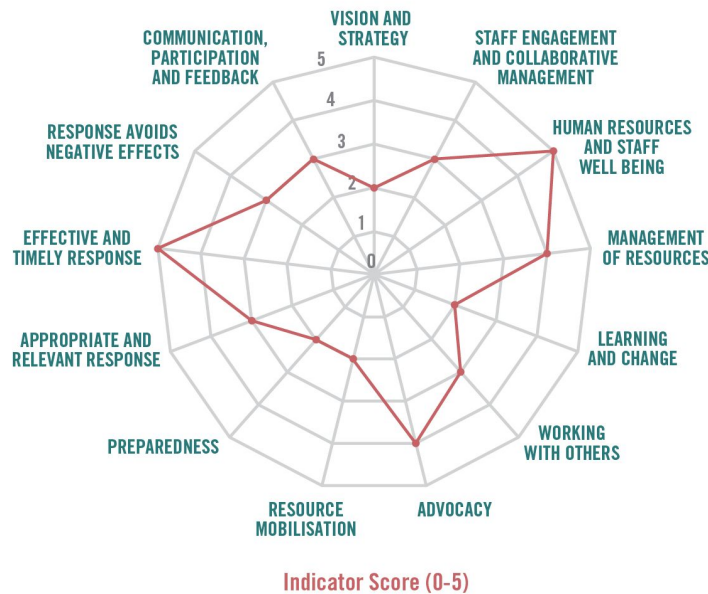 VISION AND
STRATEGY
STAFF ENGAGEMENT
AND COLLABORATIVE
MANAGEMENT
HUMAN RESOURCES
AND STAFF
WELL BEING
MANAGEMENT
OF RESOURCES
LEARNING
AND CHANGE
WORKING
WITH OTHERS
ADVOCACY
RESOURCE
MOBILISATION
PREPAREDNESS
APPROPRIATE AND
RELEVANT RESPONSE
EFFECTIVE AND
TIMELY RESPONSE
RESPONSE AVOIDS
NEGATIVE EFFECTS
COMMUNICATION,
PARTICIPATION
AND FEEDBACK
5
4
3
2
1
0
Indicator Score (0-5)